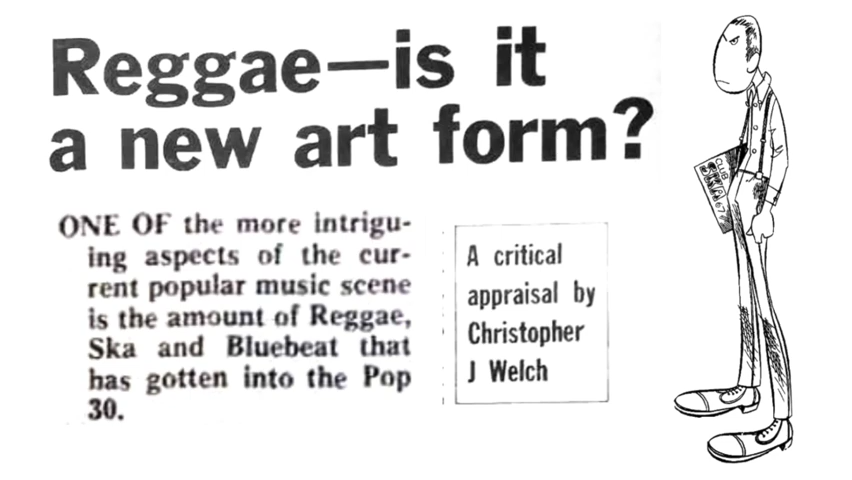 Reggae—is it
a new art form?
ONE OF the more intrigu-
ing aspects of the cur-
rent popular music scene
is the amount of Reggae,
Ska and Bluebeat that
has gotten into the Pop
30.
A critical
appraisal by
Christopher
J Welch
CLUB
SKA
67